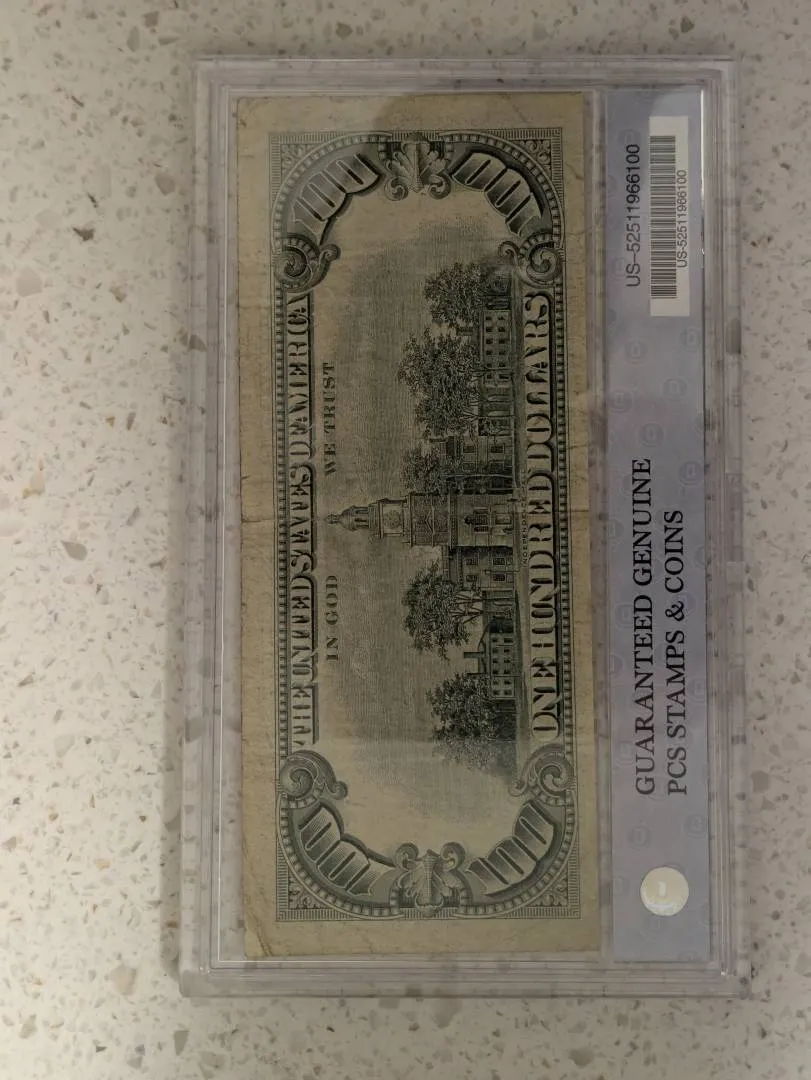 US-52511966100
US-52511966100
GUARANTEED GENUINE
PCS STAMPS & COINS
100
100
THE UNITED STATES OF AMERICA
IN GOD WE TRUST
ONE HUNDRED DOLLARS
100
100